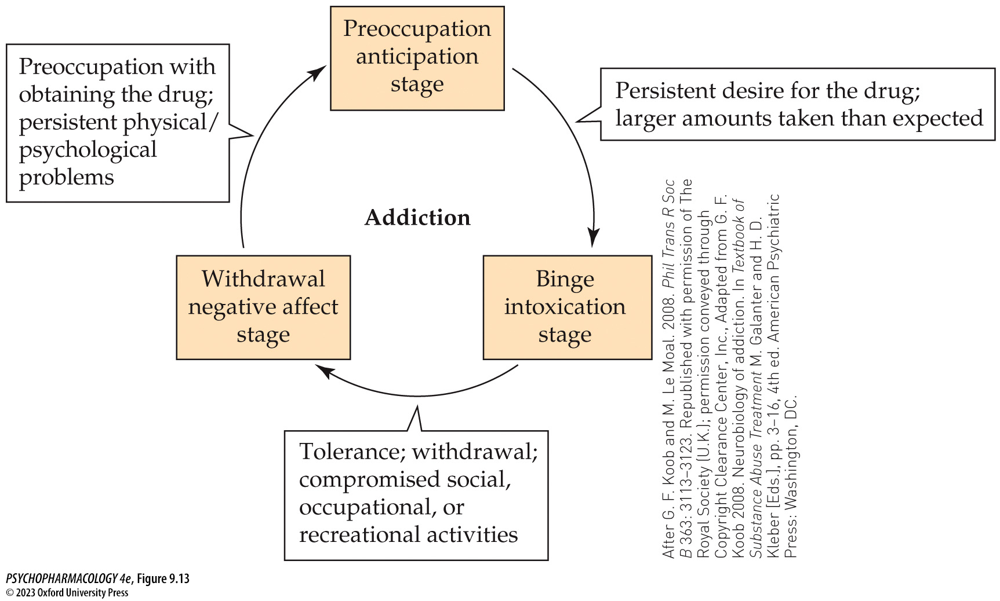 Preoccupation
anticipation
stage
Preoccupation with
obtaining the drug;
persistent physical/
psychological
problems
Persistent desire for the drug;
larger amounts taken than expected
Addiction
Withdrawal
negative affect
stage
Binge
intoxication
stage
Tolerance; withdrawal;
compromised social,
occupational, or
recreational activities
After G. F. Koob and M. Le Moal. 2008. Phil Trans R Soc
B 363: 3113–3123. Republished with permission of The
Royal Society (U.K.); permission conveyed through
Copyright Clearance Center, Inc., Adapted from G. F.
Koob 2008. Neurobiology of addiction. In Textbook of
Substance Abuse Treatment M. Galanter and H. D.
Kleber [Eds.], pp. 3–16, 4th ed. American Psychiatric
Press: Washington, DC.
PSYCHOPHARMACOLOGY 4e, Figure 9.13
© 2023 Oxford University Press